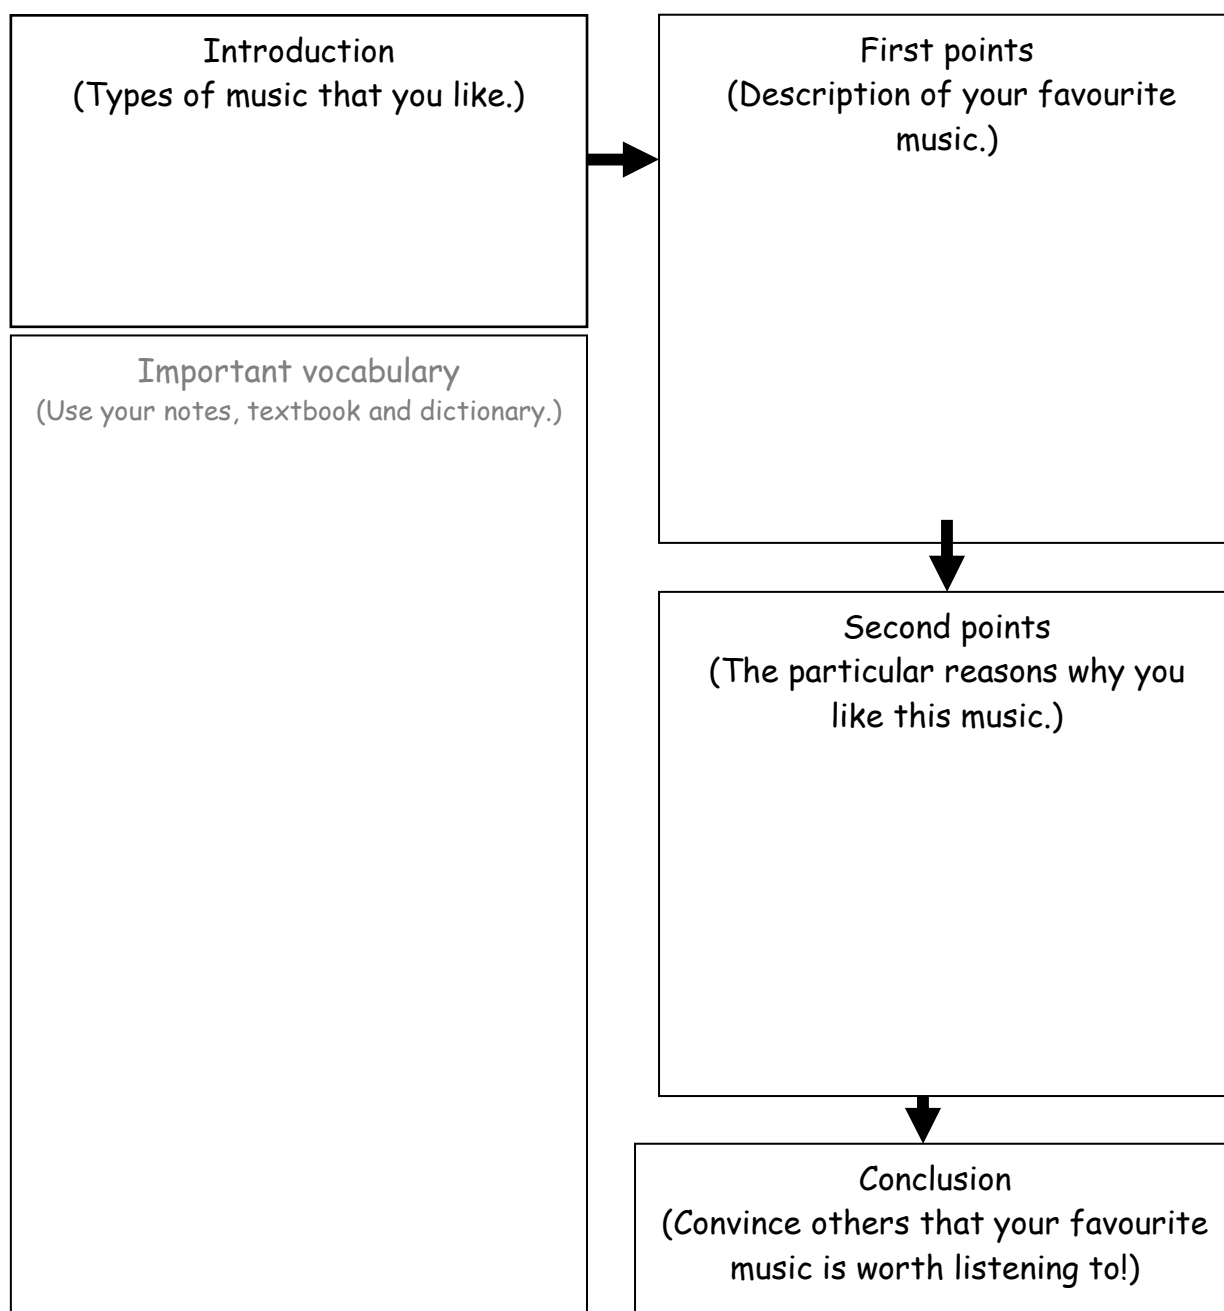 Introduction
(Types of music that you like.)
First points
(Description of your favourite
music.)
Important vocabulary
(Use your notes, textbook and dictionary.)
Second points
(The particular reasons why you
like this music.)
Conclusion
(Convince others that your favourite
music is worth listening to!)